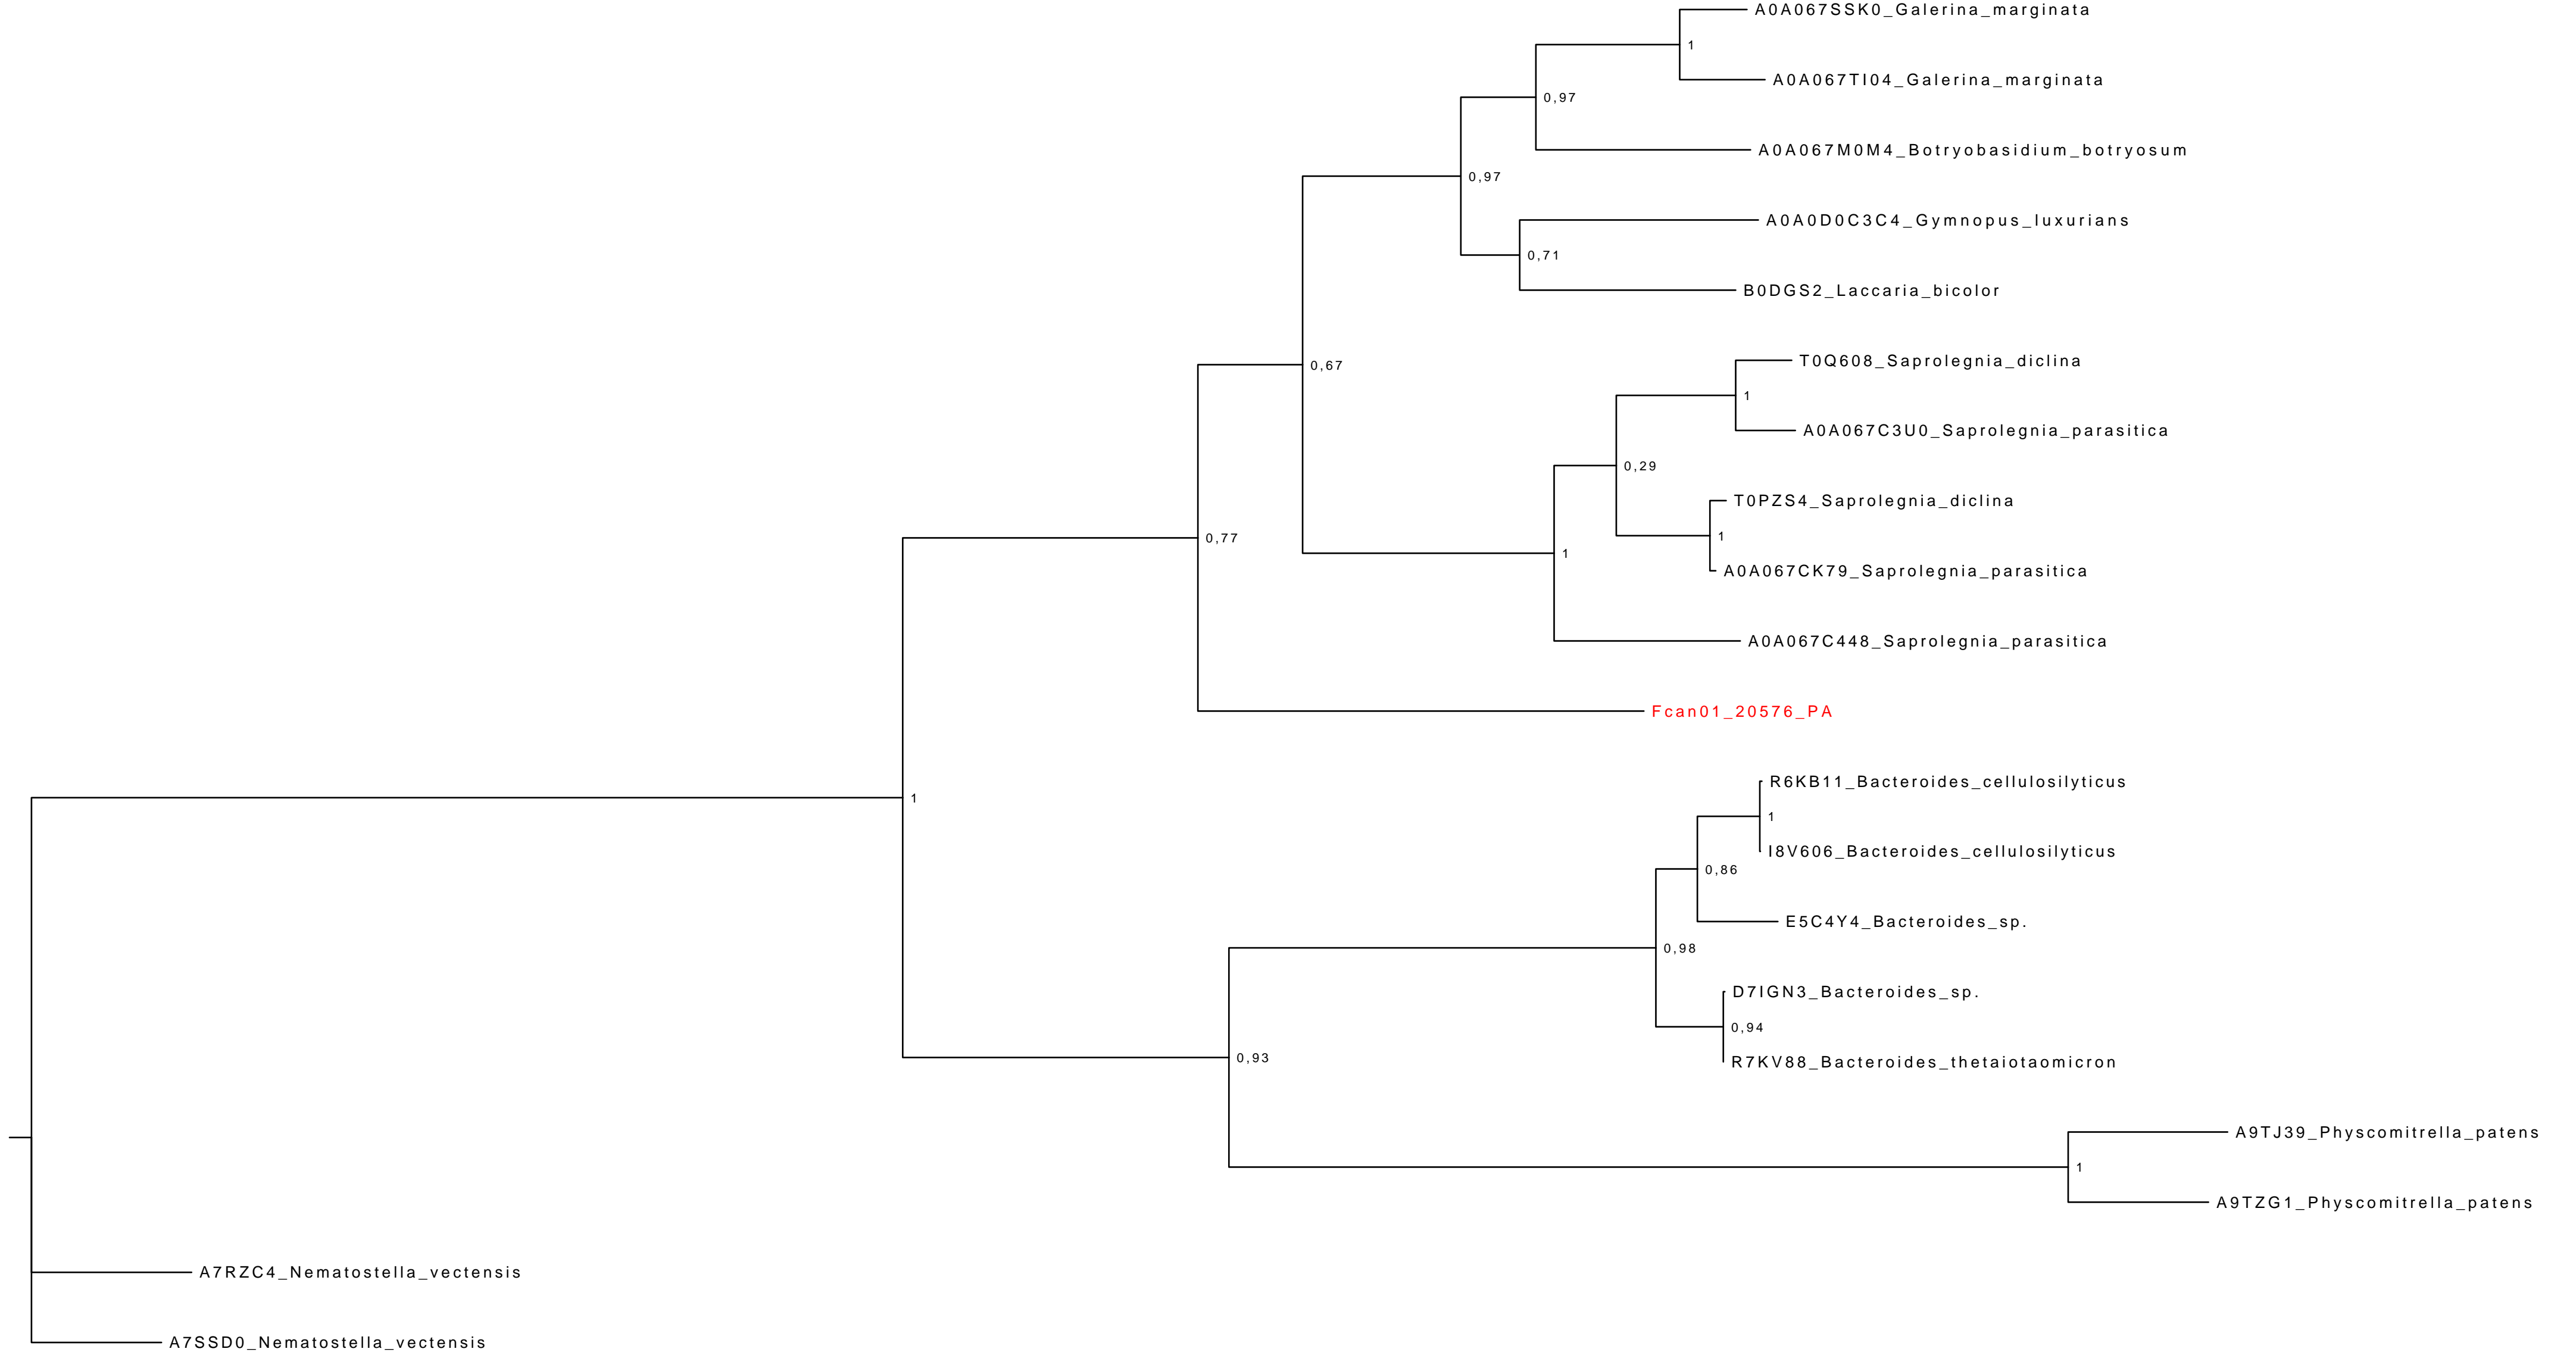 A0A067SSK0_Galerina_marginata
1
A0A067TI04_Galerina_marginata
0,97
A0A067M0M4_Botryobasidium_botryosum
0,97
A0A0D0C3C4_Gymnopus_luxurians
0,71
B0DGS2_Laccaria_bicolor
T0Q608_Saprolegnia_diclina
0,67
1
A0A067C3U0_Saprolegnia_parasitica
0,29
T0PZS4_Saprolegnia_diclina
1
0,77
1
A0A067CK79_Saprolegnia_parasitica
A0A067C448_Saprolegnia_parasitica
Fcan01_20576_PA
R6KB11_Bacteroides_cellulosilyticus
1
1
I8V606_Bacteroides_cellulosilyticus
0,86
E5C4Y4_Bacteroides_sp.
0,98
D7IGN3_Bacteroides_sp.
0,94
0,93
R7KV88_Bacteroides_thetaiotaomicron
A9TJ39_Physcomitrella_patens
1
A9TZG1_Physcomitrella_patens
A7RZC4_Nematostella_vectensis
A7SSD0_Nematostella_vectensis